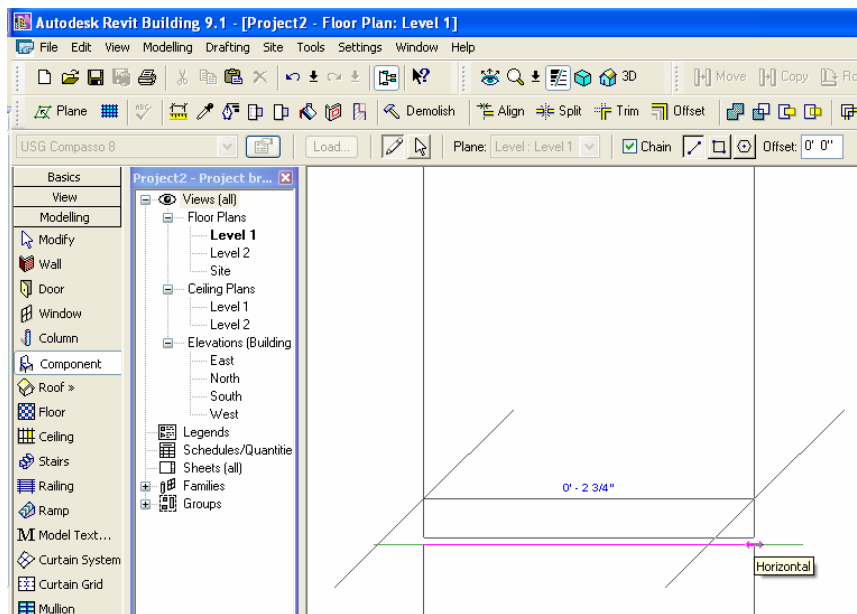 Autodesk Revit Building 9.1 - [Project2 - Floor Plan: Level 1]
File Edit View Modelling Drafting Site Tools Settings Window Help
3D Move Copy
Plane Demolish Align Split Trim Offset
USG Compasso 8 Load... Plane: Level : Level 1 Chain Offset: 0' 0"
Basics
View
Modelling
Modify
Wall
Door
Window
Column
Component
Roof »
Floor
Ceiling
Stairs
Railing
Ramp
Model Text...
Curtain System
Curtain Grid
Mullion
Project2 - Project br...
Views (all)
Floor Plans
Level 1
Level 2
Site
Ceiling Plans
Level 1
Level 2
Elevations (Building
East
North
South
West
Legends
Schedules/Quantitie
Sheets (all)
Families
Groups
0' - 2 3/4"
Horizontal